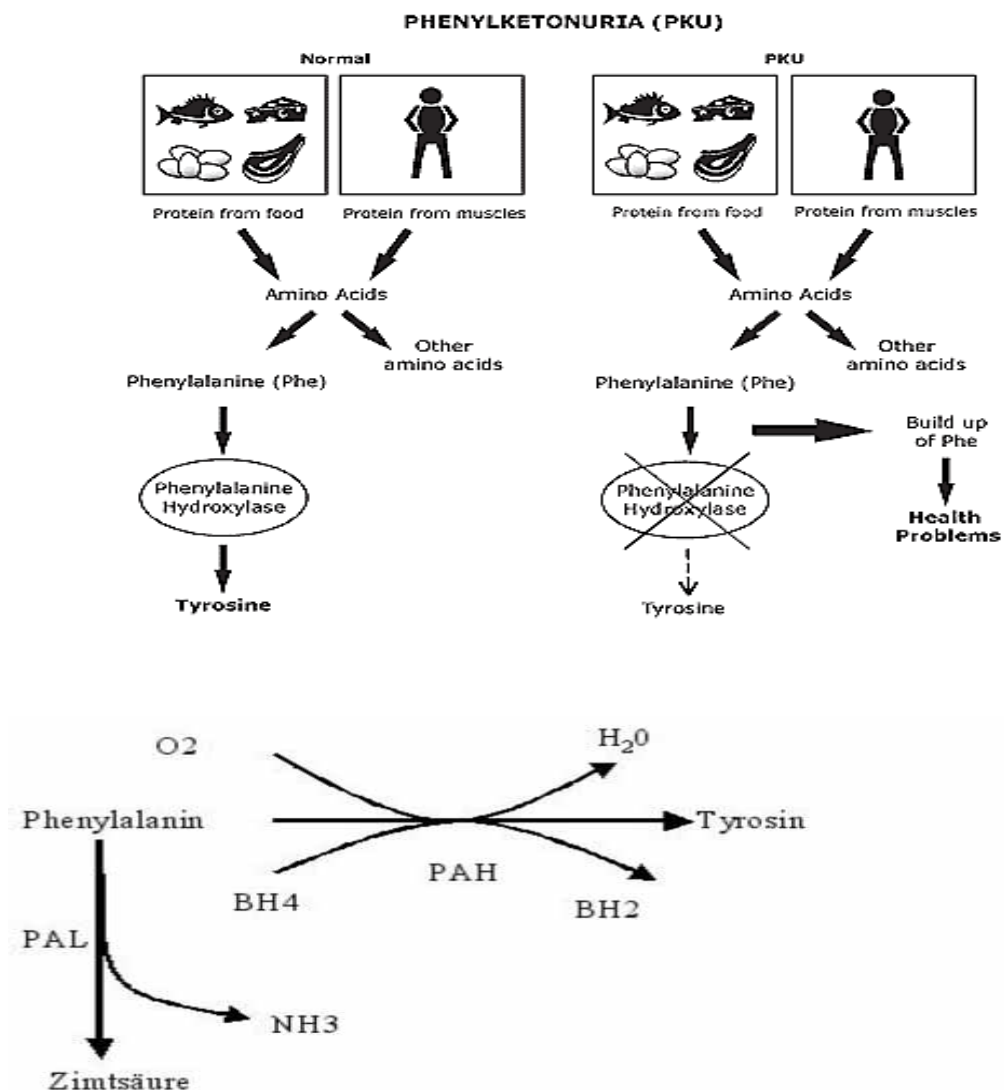 PHENYLKETONURIA (PKU)
Normal
PKU
Protein from food
Protein from muscles
Protein from food
Protein from muscles
Amino Acids
Amino Acids
Other
amino acids
Other
amino acids
Phenylalanine (Phe)
Phenylalanine (Phe)
Build up
of Phe
Phenylalanine
Hydroxylase
Phenylalanine
Hydroxylase
Health
Problems
Tyrosine
Tyrosine
O2
H₂0
Phenylalanin
Tyrosin
PAH
BH4
BH2
PAL
NH3
Zimtsäure